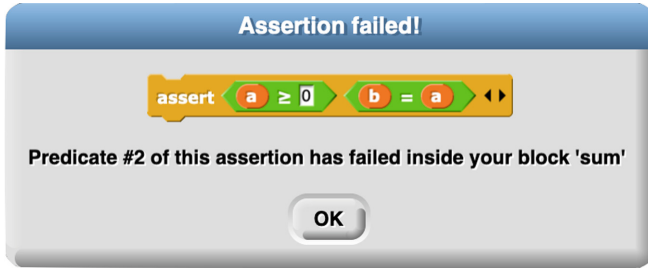 Assertion failed!
assert a ≥ 0 b = a
Predicate #2 of this assertion has failed inside your block 'sum'
OK